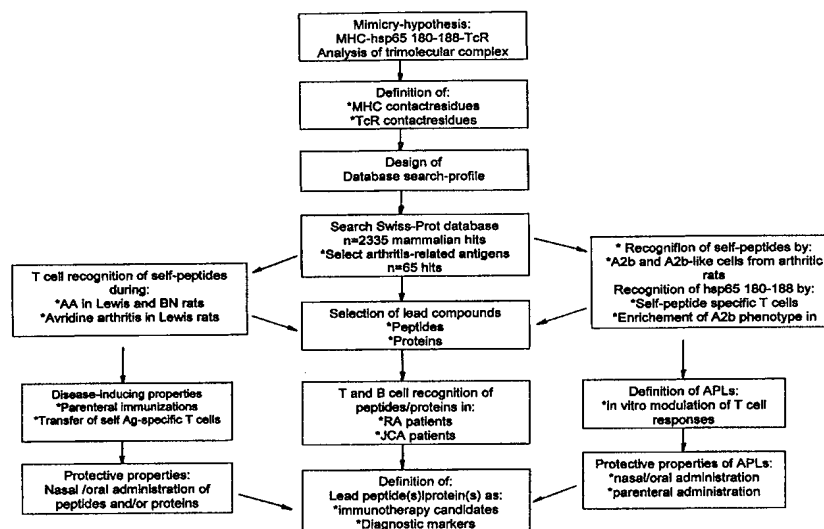 Mimicry-hypothesis:
MHC-hsp65 180-188-TcR
Analysis of trimolecular complex
Definition of:
*MHC contactresidues
*TcR contactresidues
Design of
Database search-profile
Search Swiss-Prot database
n=2335 mammalian hits
*Select arthritis-related antigens
n=65 hits
T cell recognition of self-peptides
during:
*AA in Lewis and BN rats
*Avridine arthritis in Lewis rats
* Recognifion of self-peptides by:
*A2b and A2b-like cells from arthritic
rats
Recognition of hsp65 180-188 by:
*Self-peptide specific T cells
*Enrichement of A2b phenotype in
Selection of lead compounds
*Peptides
*Proteins
Disease-inducing properties
*Parenteral immunizations
*Transfer of self Ag-specific T cells
T and B cell recognition of
peptides/proteins in:
*RA patients
*JCA patients
Definition of APLs:
*In vitro modulation of T cell
responses
Protective properties:
Nasal /oral administration of
peptides and/or proteins
Definition of:
Lead peptide(s)|protein(s) as:
*immunotherapy candidates
*Diagnostic markers
Protective properties of APLs:
*nasal/oral administration
*parenteral administration